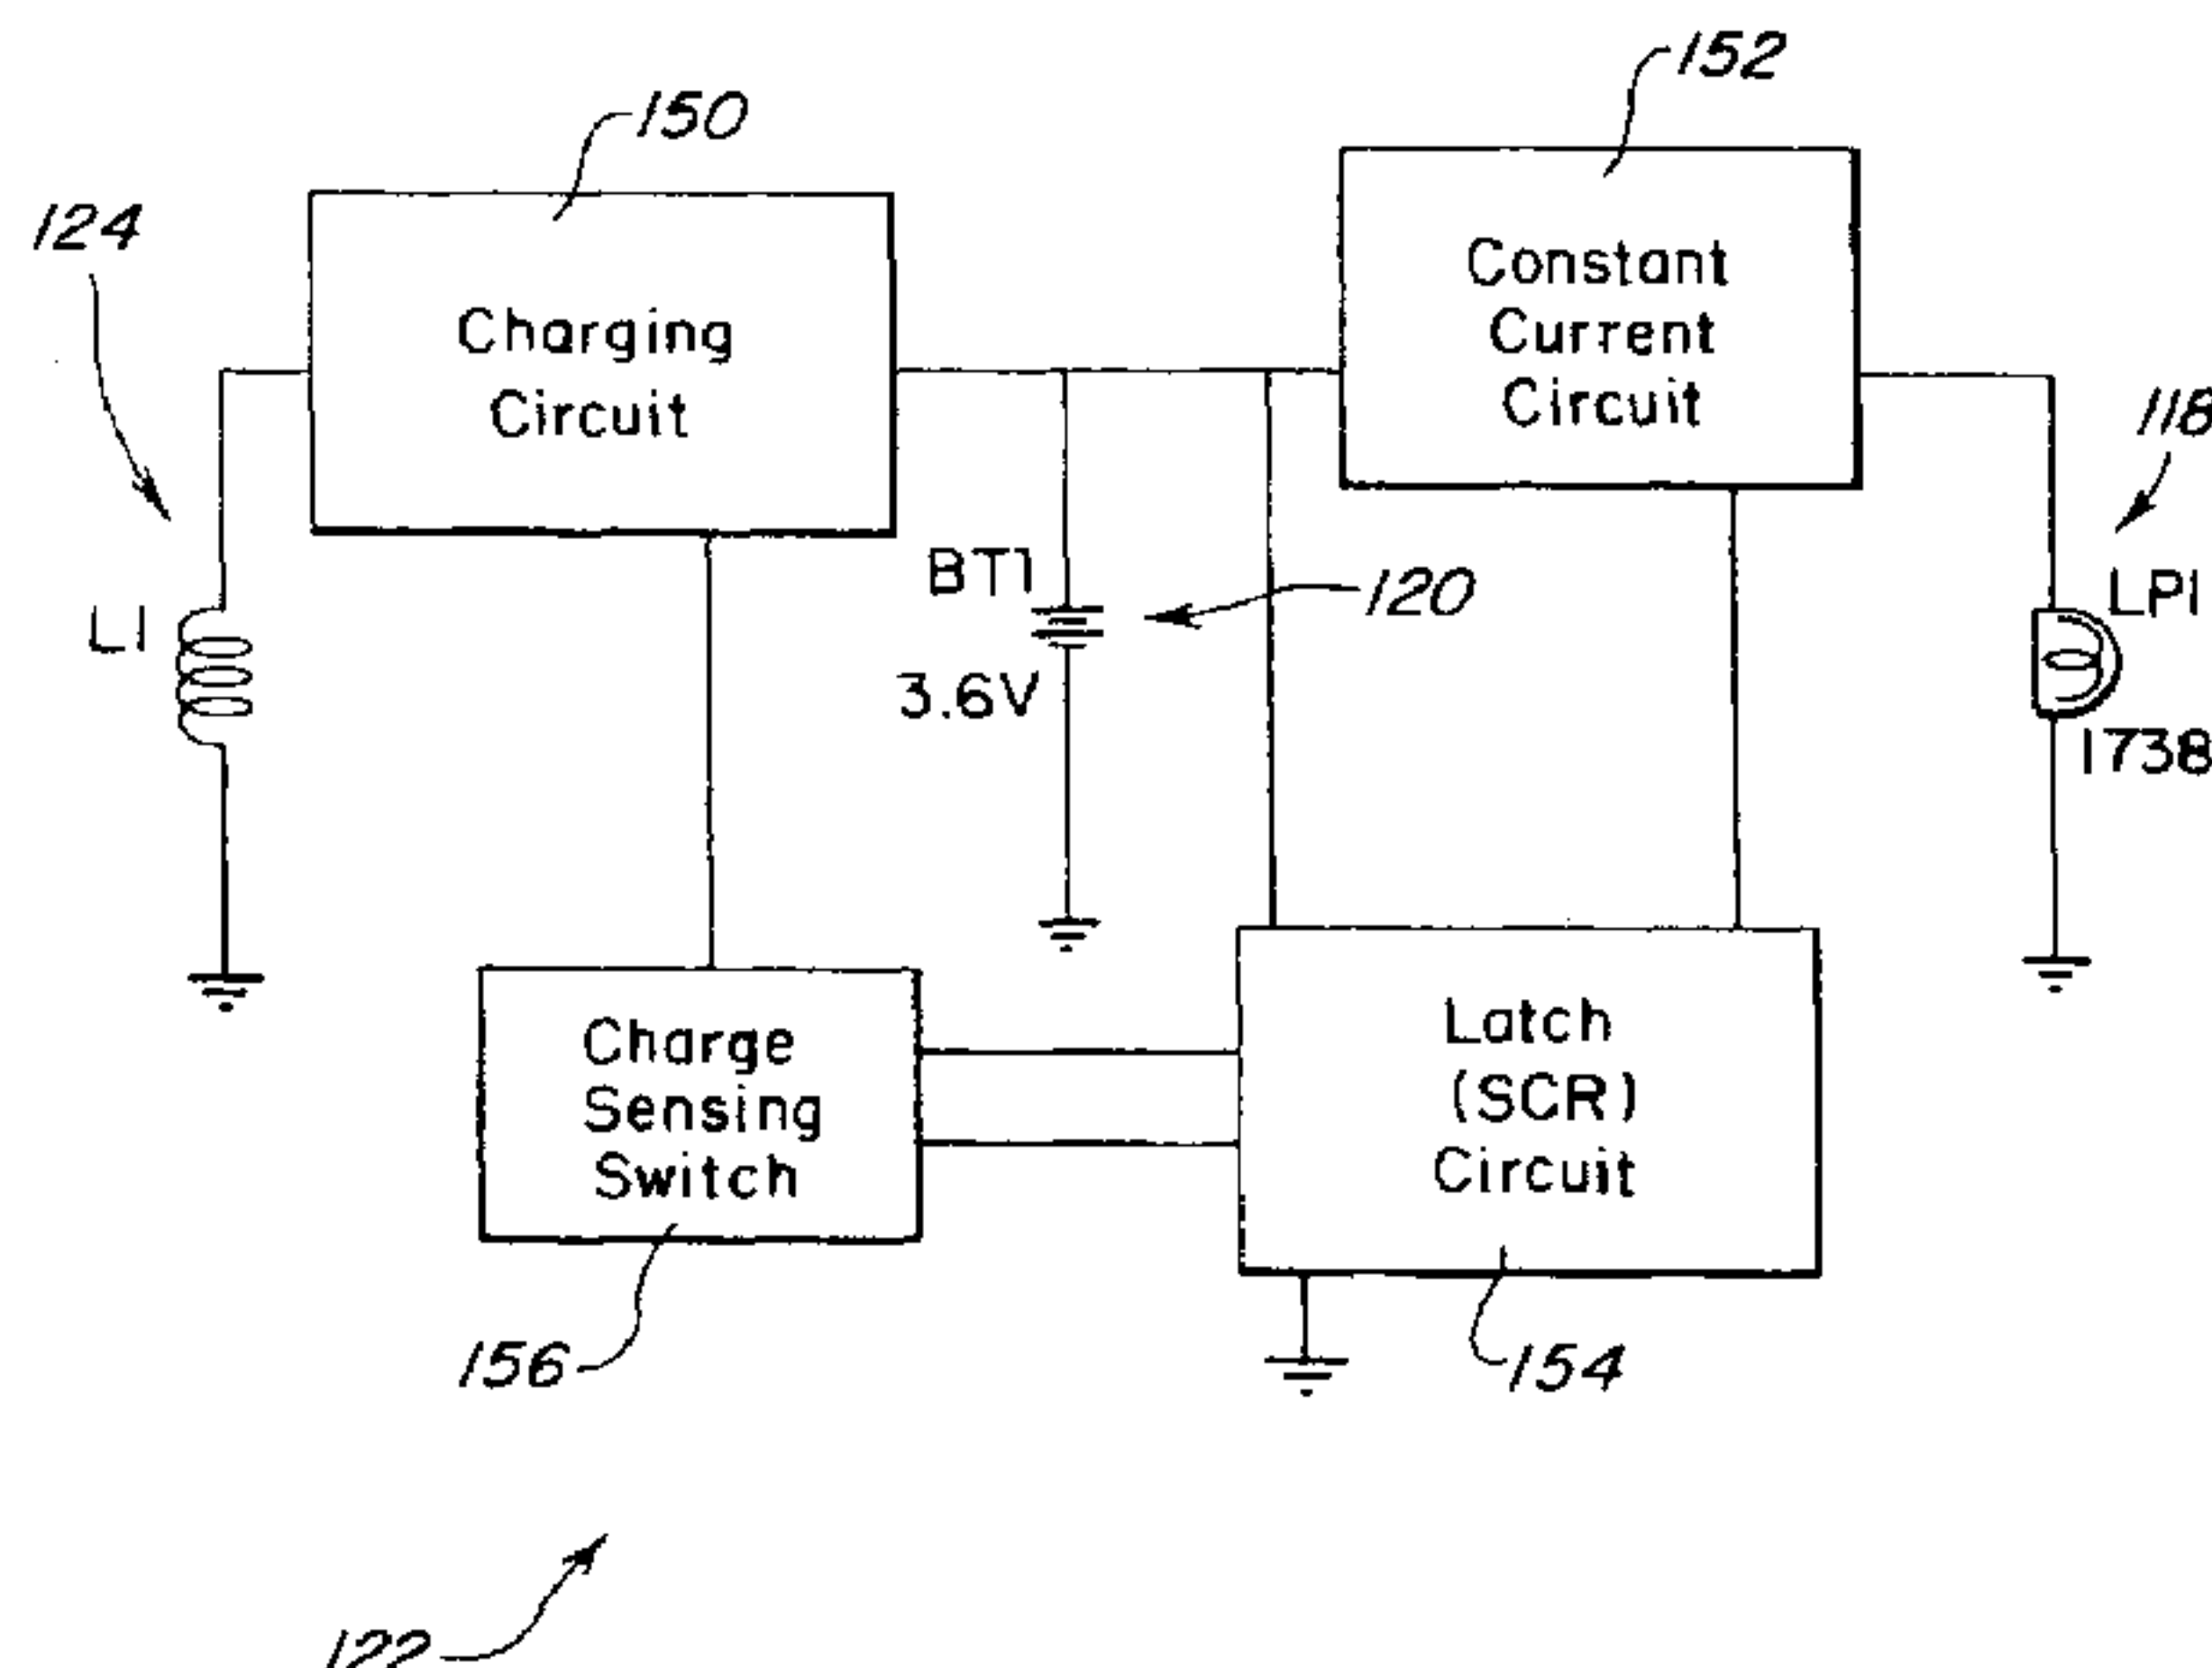 152
150
124
Constant
Current
Circuit
Charging
Circuit
118
BT1
120
LP1
L1
3.6V
1738
Charge
Sensing
Switch
Latch
(SCR)
Circuit
156
154
122